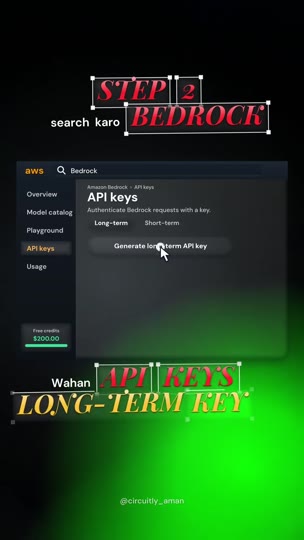 STEP 2
search karo BEDROCK
aws Bedrock
Amazon Bedrock • API keys
Overview
API keys
Authenticate Bedrock requests with a key.
Model catalog
Long-term Short-term
Playground
API keys
Generate long-term API key
Usage
Free credits
$200.00
Wahan API KEYS
LONG-TERM KEY
@circuitly_aman